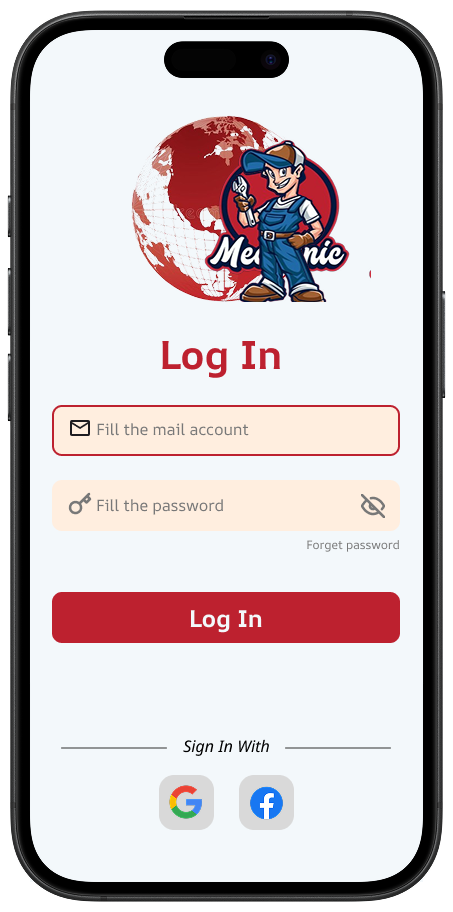 Mechanic
Log In
Fill the mail account
Fill the password
Forget password
Log In
Sign In With